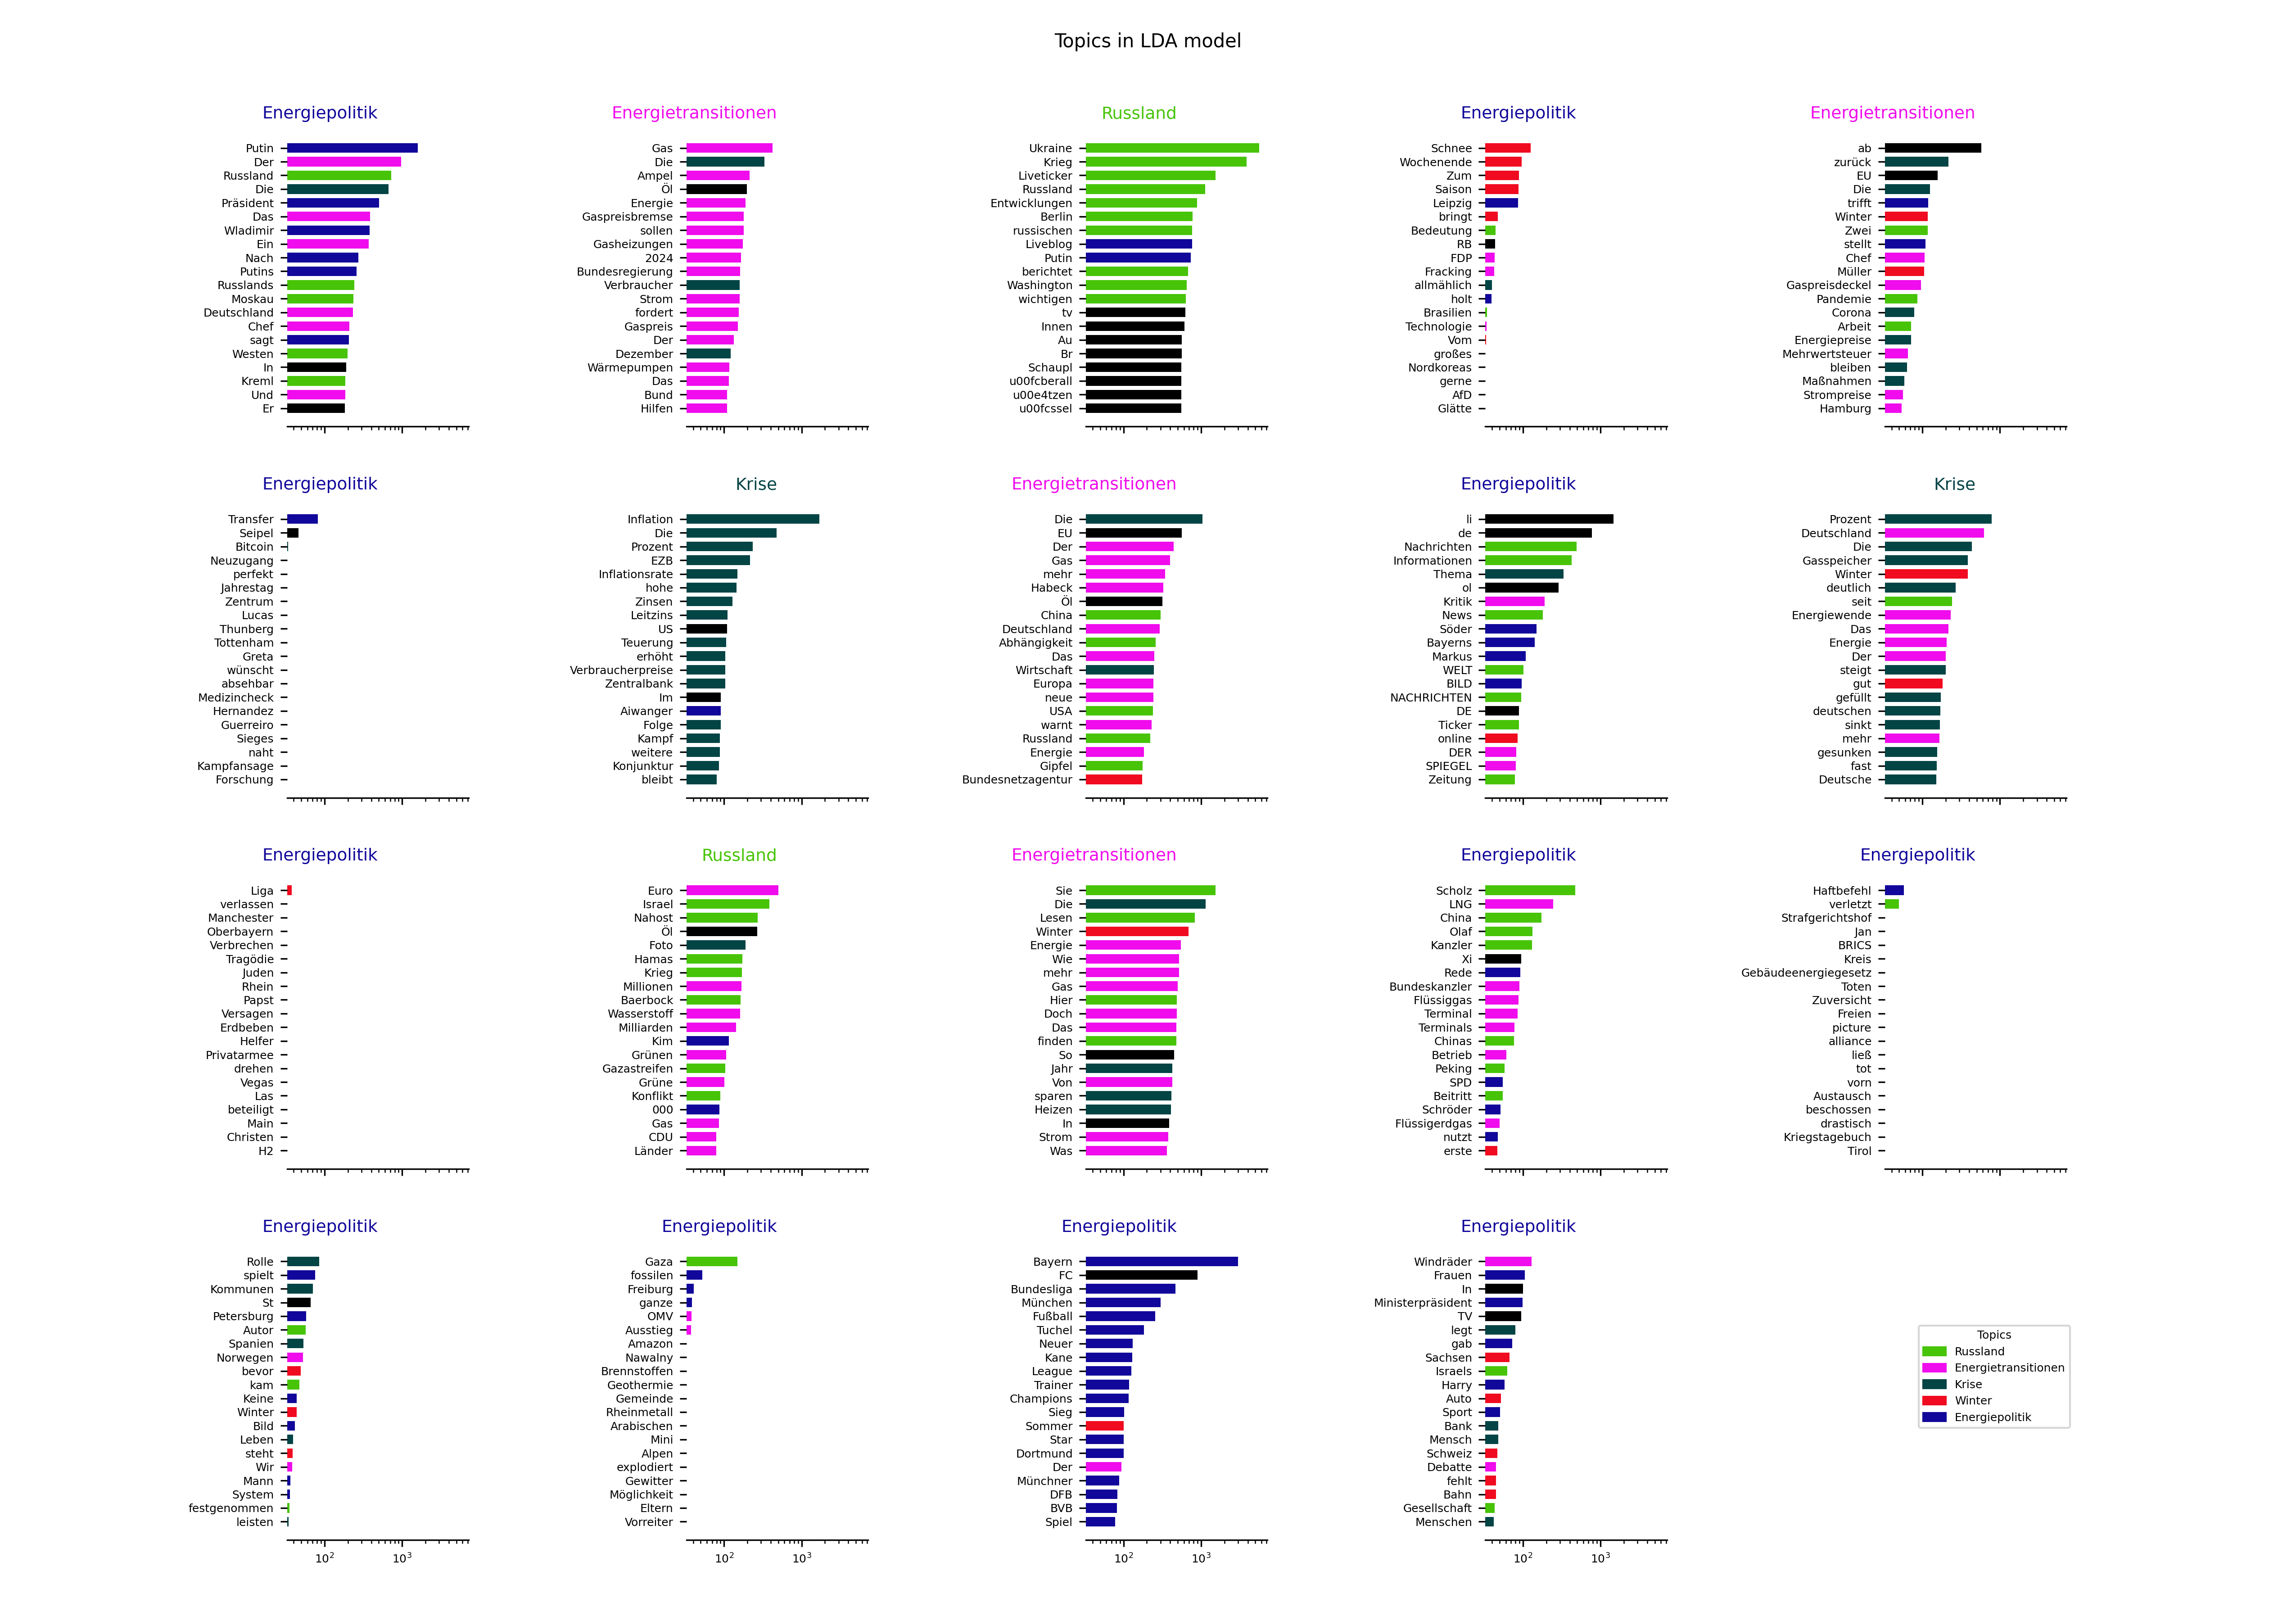 Topics in LDA model
Energiepolitik
Putin
Der
Russland
Die
Präsident
Das
Wladimir
Ein
Nach
Putins
Russlands
Moskau
Deutschland
Chef
sagt
Westen
In
Kreml
Und
Er
Energietransitionen
Gas
Die
Ampel
Öl
Energie
Gaspreisbremse
sollen
Gasheizungen
2024
Bundesregierung
Verbraucher
Strom
fordert
Gaspreis
Der
Dezember
Wärmepumpen
Das
Bund
Hilfen
Russland
Ukraine
Krieg
Liveticker
Russland
Entwicklungen
Berlin
russischen
Liveblog
Putin
berichtet
Washington
wichtigen
tv
Innen
Au
Br
Schaupl
u00fcberall
u00e4tzen
u00fcssel
Energiepolitik
Schnee
Wochenende
Zum
Saison
Leipzig
bringt
Bedeutung
RB
FDP
Fracking
allmählich
holt
Brasilien
Technologie
Vom
großes
Nordkoreas
gerne
AfD
Glätte
Energietransitionen
ab
zurück
EU
Die
trifft
Winter
Zwei
stellt
Chef
Müller
Gaspreisdeckel
Pandemie
Corona
Arbeit
Energiepreise
Mehrwertsteuer
bleiben
Maßnahmen
Strompreise
Hamburg
Energiepolitik
Transfer
Seipel
Bitcoin
Neuzugang
perfekt
Jahrestag
Zentrum
Lucas
Thunberg
Tottenham
Greta
wünscht
absehbar
Medizincheck
Hernandez
Guerreiro
Sieges
naht
Kampfansage
Forschung
Krise
Inflation
Die
Prozent
EZB
Inflationsrate
hohe
Zinsen
Leitzins
US
Teuerung
erhöht
Verbraucherpreise
Zentralbank
Im
Aiwanger
Folge
Kampf
weitere
Konjunktur
bleibt
Energietransitionen
Die
EU
Der
Gas
mehr
Habeck
Öl
China
Deutschland
Abhängigkeit
Das
Wirtschaft
Europa
neue
USA
warnt
Russland
Energie
Gipfel
Bundesnetzagentur
Energiepolitik
li
de
Nachrichten
Informationen
Thema
ol
Kritik
News
Söder
Bayerns
Markus
WELT
BILD
NACHRICHTEN
DE
Ticker
online
DER
SPIEGEL
Zeitung
Krise
Prozent
Deutschland
Die
Gasspeicher
Winter
deutlich
seit
Energiewende
Das
Energie
Der
steigt
gut
gefüllt
deutschen
sinkt
mehr
gesunken
fast
Deutsche
Energiepolitik
Liga
verlassen
Manchester
Oberbayern
Verbrechen
Tragödie
Juden
Rhein
Papst
Versagen
Erdbeben
Helfer
Privatarmee
drehen
Vegas
Las
beteiligt
Main
Christen
H2
Russland
Euro
Israel
Nahost
Öl
Foto
Hamas
Krieg
Millionen
Baerbock
Wasserstoff
Milliarden
Kim
Grünen
Gazastreifen
Grüne
Konflikt
000
Gas
CDU
Länder
Energietransitionen
Sie
Die
Lesen
Winter
Energie
Wie
mehr
Gas
Hier
Doch
Das
finden
So
Jahr
Von
sparen
Heizen
In
Strom
Was
Energiepolitik
Scholz
LNG
China
Olaf
Kanzler
Xi
Rede
Bundeskanzler
Flüssiggas
Terminal
Terminals
Chinas
Betrieb
Peking
SPD
Beitritt
Schröder
Flüssigerdgas
nutzt
erste
Energiepolitik
Haftbefehl
verletzt
Strafgerichtshof
Jan
BRICS
Kreis
Gebäudeenergiegesetz
Toten
Zuversicht
Freien
picture
alliance
ließ
tot
vorn
Austausch
beschossen
drastisch
Kriegstagebuch
Tirol
Energiepolitik
Rolle
spielt
Kommunen
St
Petersburg
Autor
Spanien
Norwegen
bevor
kam
Keine
Winter
Bild
Leben
steht
Wir
Mann
System
festgenommen
leisten
10² 10³
Energiepolitik
Gaza
fossilen
Freiburg
ganze
OMV
Ausstieg
Amazon
Nawalny
Brennstoffen
Geothermie
Gemeinde
Rheinmetall
Arabischen
Mini
Alpen
explodiert
Gewitter
Möglichkeit
Eltern
Vorreiter
10² 10³
Energiepolitik
Bayern
FC
Bundesliga
München
Fußball
Tuchel
Neuer
Kane
League
Trainer
Champions
Sieg
Sommer
Star
Dortmund
Der
Münchner
DFB
BVB
Spiel
10² 10³
Energiepolitik
Windräder
Frauen
In
Ministerpräsident
TV
legt
gab
Sachsen
Israels
Harry
Auto
Sport
Bank
Mensch
Schweiz
Debatte
fehlt
Bahn
Gesellschaft
Menschen
10² 10³
Topics
Russland
Energietransitionen
Krise
Winter
Energiepolitik